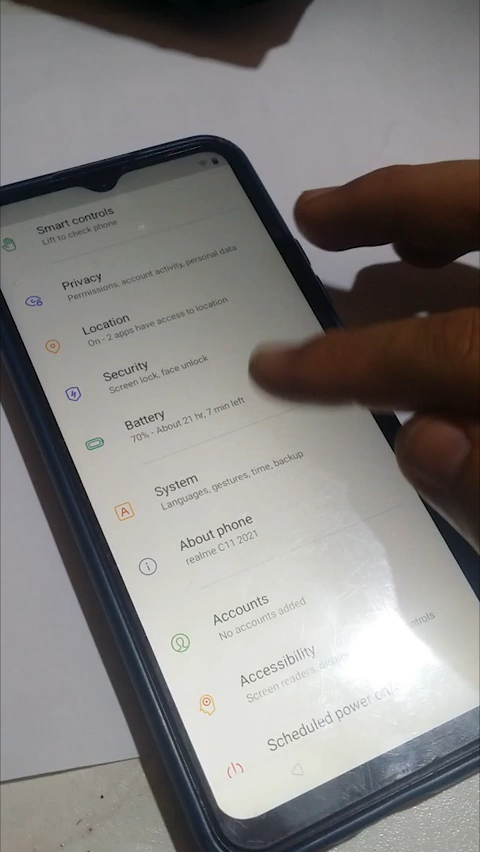 Smart controls
Lift to check phone
Privacy
Permissions, account activity, personal data
Location
On - 2 apps have access to location
Security
Screen lock, face unlock
Battery
70% - About 21 hr, 7 min left
System
Languages, gestures, time, backup
About phone
realme C11 2021
Accounts
No accounts added
Accessibility
Screen readers, display
Scheduled power on